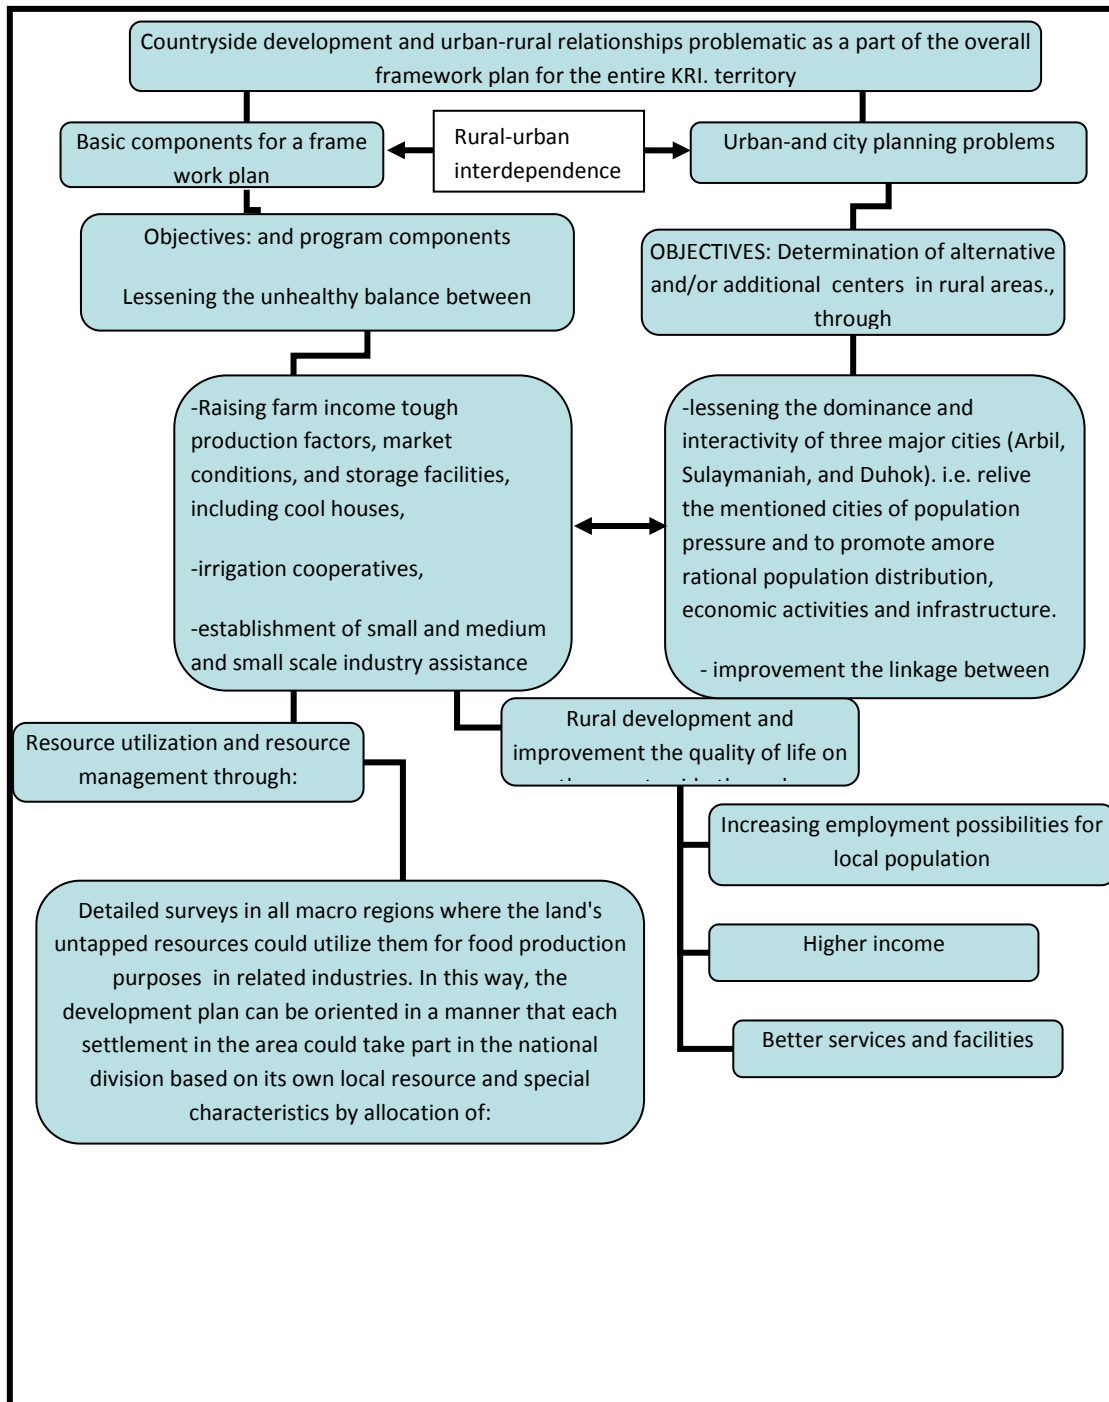 Countryside development and urban-rural relationships problematic as a part of the overall
framework plan for the entire KRI. territory
Basic components for a frame
work plan
Rural-urban
interdependence
Urban-and city planning problems
Objectives: and program components
Lessening the unhealthy balance between
OBJECTIVES: Determination of alternative
and/or additional centers in rural areas.,
through
-Raising farm income tough
production factors, market
conditions, and storage facilities,
including cool houses,
-irrigation cooperatives,
-establishment of small and medium
and small scale industry assistance
-lessening the dominance and
interactivity of three major cities (Arbil,
Sulaymaniah, and Duhok). i.e. relive
the mentioned cities of population
pressure and to promote amore
rational population distribution,
economic activities and infrastructure.
- improvement the linkage between
Resource utilization and resource
management through:
Rural development and
improvement the quality of life on
Increasing employment possibilities for
local population
Higher income
Better services and facilities
Detailed surveys in all macro regions where the land's
untapped resources could utilize them for food production
purposes in related industries. In this way, the
development plan can be oriented in a manner that each
settlement in the area could take part in the national
division based on its own local resource and special
characteristics by allocation of: